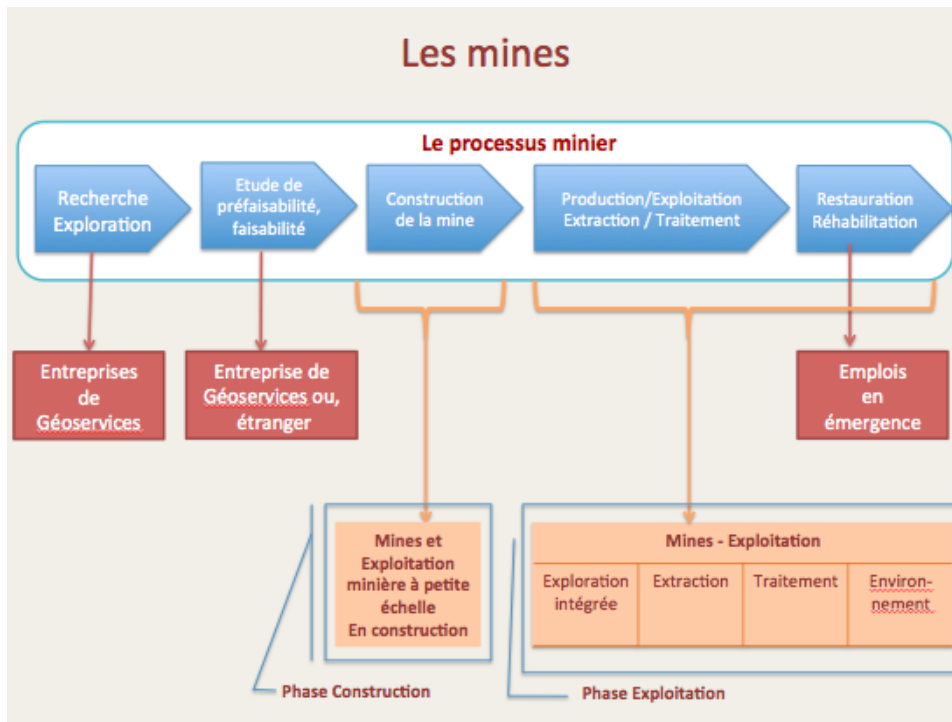 Les mines
Le processus minier
Recherche
Exploration
Etude de
préfaisabilité,
faisabilité
Construction
de la mine
Production/Exploitation
Extraction / Traitement
Restauration
Réhabilitation
Entreprises
de
Géoservices
Entreprise de
Géoservices ou,
étranger
Emplois
en
émergence
Mines et
Exploitation
minière à petite
échelle
En construction
Mines - Exploitation
Exploration
intégrée
Extraction
Traitement
Environ-
nement
Phase Construction
Phase Exploitation